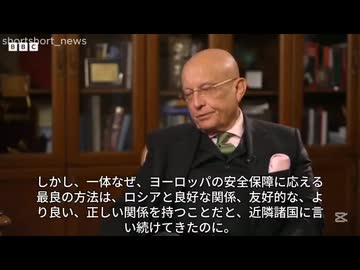 shortshort_news
BBC
しかし、一体なぜ、ヨーロッパの安全保障に応える
最良の方法は、ロシアと良好な関係、友好的な、よ
り良い、正しい関係を持つことだと、近隣諸国に言
い続けてきたのに。
CapCut